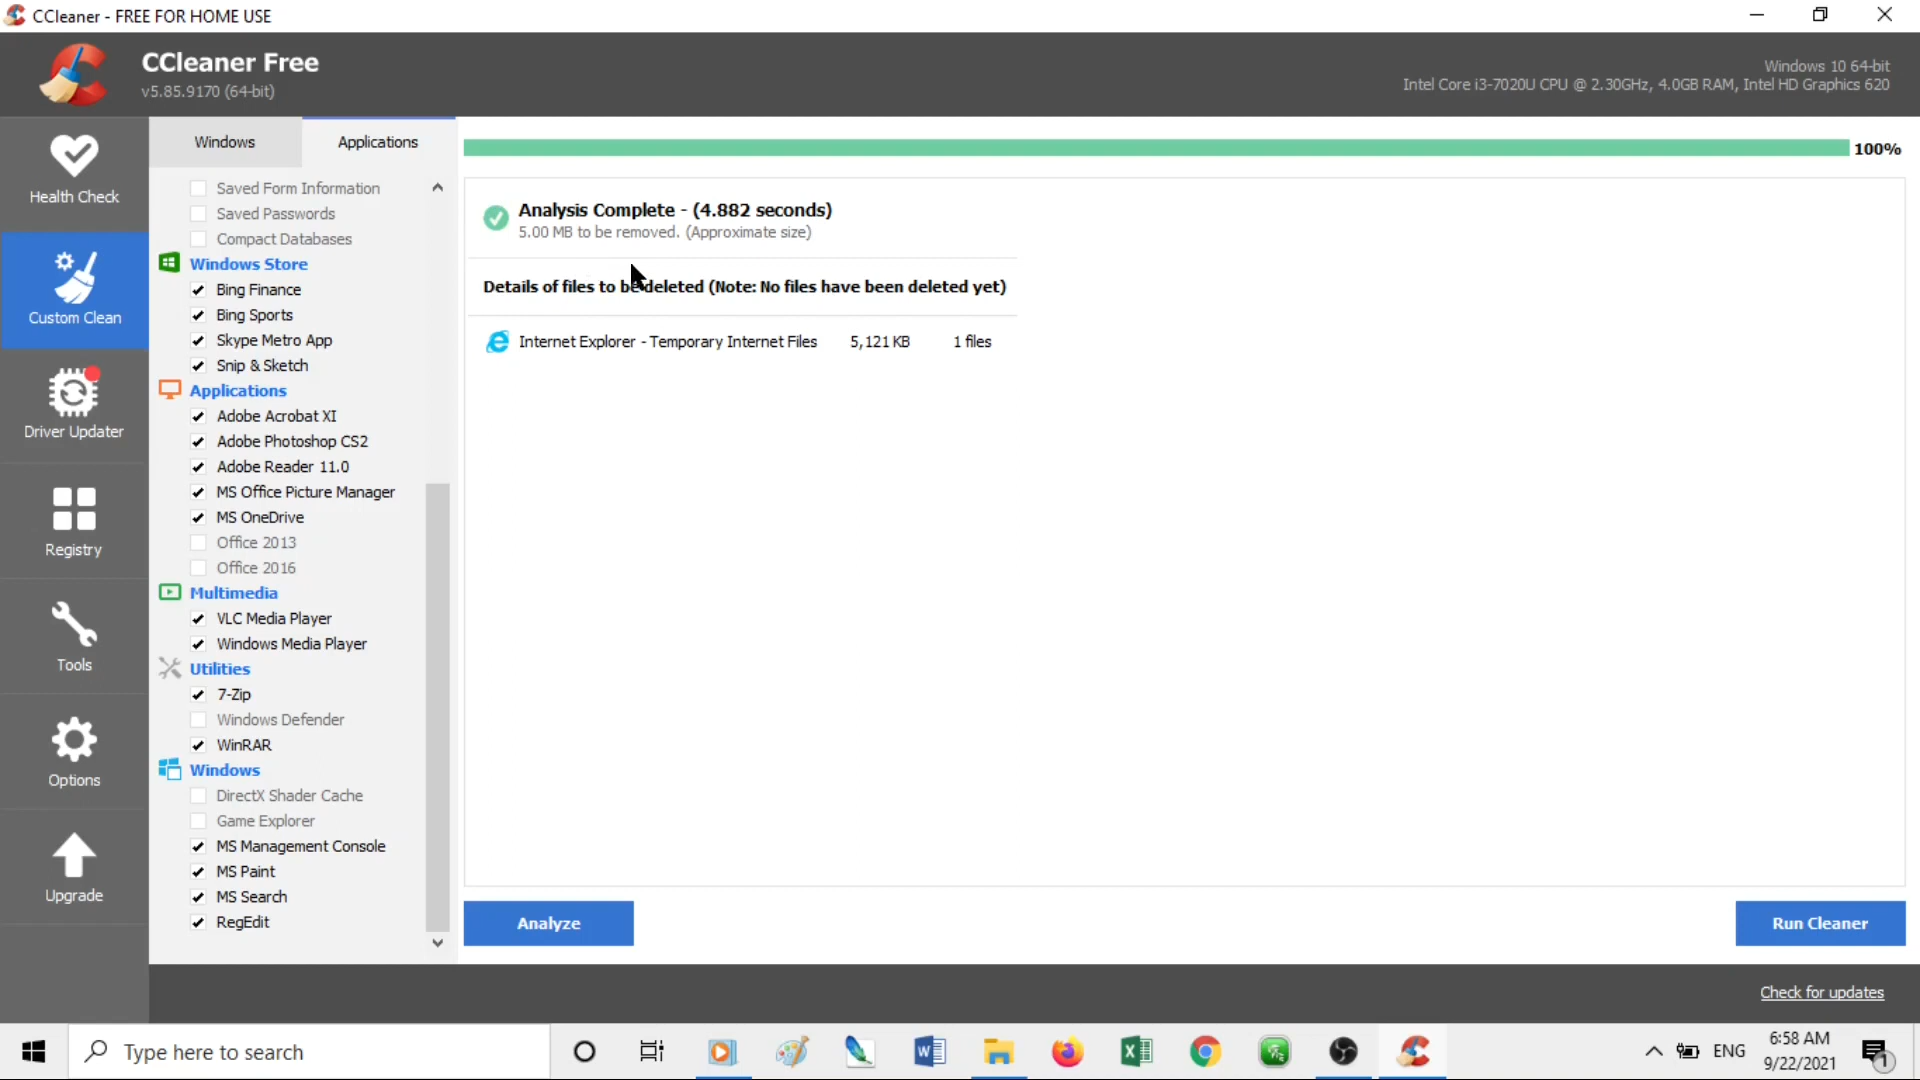 CCleaner - FREE FOR HOME USE
CCleaner Free
v5.85.9170 (64-bit)
Windows 10 64-bit
Intel Core i3-7020U CPU @ 2.30GHz, 4.0GB RAM, Intel HD Graphics 620
Health Check
Custom Clean
Driver Updater
Registry
Tools
Options
Upgrade
Windows
Applications
Saved Form Information
Saved Passwords
Compact Databases
Windows Store
Bing Finance
Bing Sports
Skype Metro App
Snip & Sketch
Applications
Adobe Acrobat XI
Adobe Photoshop CS2
Adobe Reader 11.0
MS Office Picture Manager
MS OneDrive
Office 2013
Office 2016
Multimedia
VLC Media Player
Windows Media Player
Utilities
7-Zip
Windows Defender
WinRAR
Windows
DirectX Shader Cache
Game Explorer
MS Management Console
MS Paint
MS Search
RegEdit
100%
Analysis Complete - (4.882 seconds)
5.00 MB to be removed. (Approximate size)
Details of files to be deleted (Note: No files have been deleted yet)
Internet Explorer - Temporary Internet Files 5,121 KB 1 files
Analyze
Run Cleaner
Check for updates
Type here to search
ENG
6:58 AM
9/22/2021
1